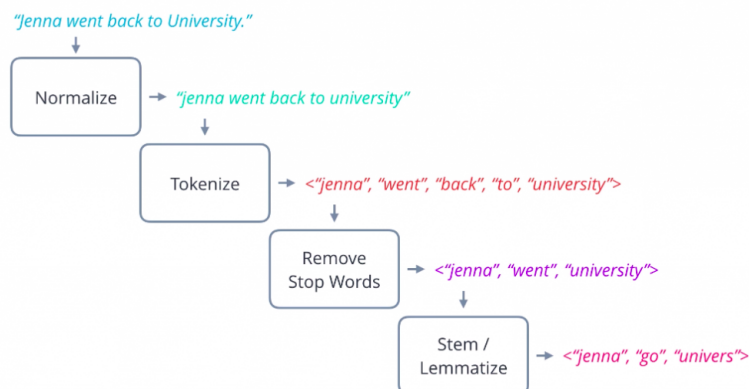 “Jenna went back to University.”
Normalize
“jenna went back to university”
Tokenize
<“jenna”, “went”, “back”, “to”, “university”>
Remove
Stop Words
<“jenna”, “went”, “university”>
Stem /
Lemmatize
<“jenna”, “go”, “univers”>